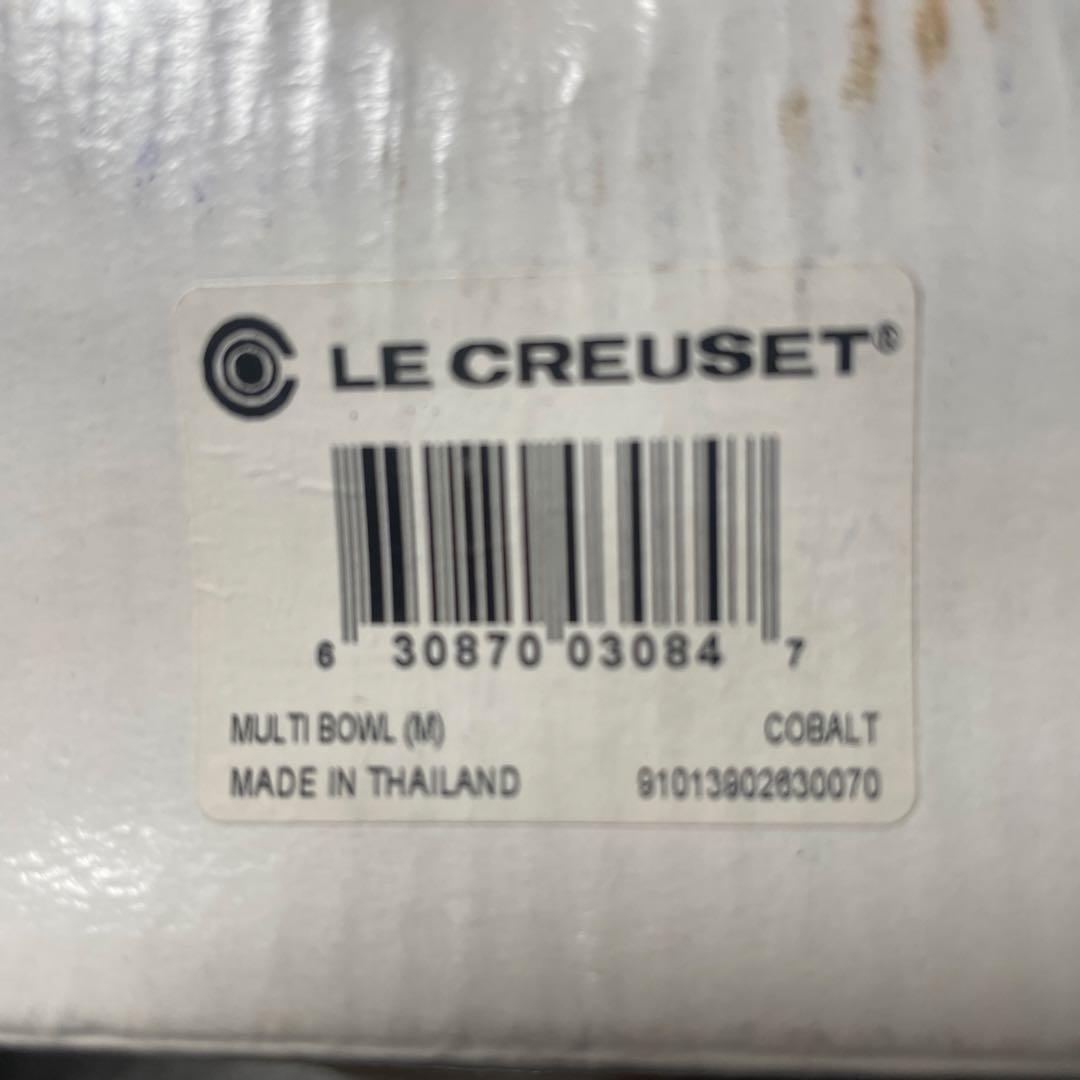 LE CREUSET®
6 30870 03084 7
MULTI BOWL (M) COBALT
MADE IN THAILAND 91013902630070